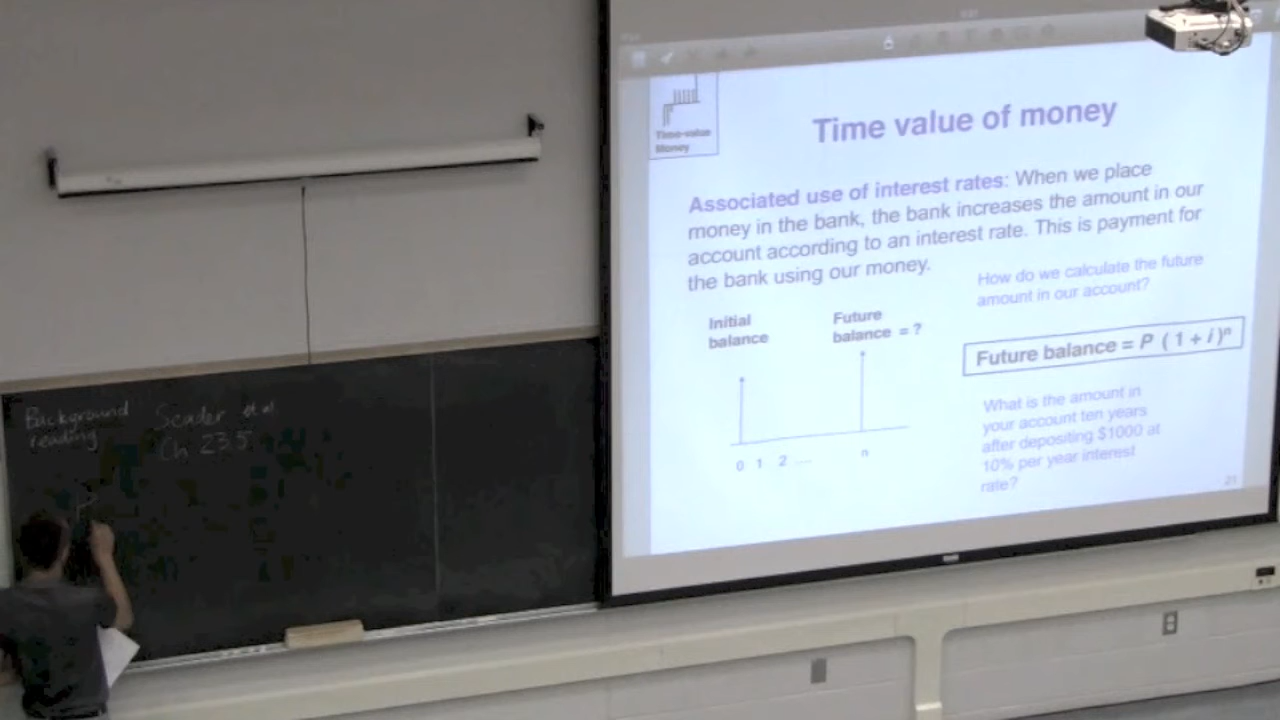 Background
reading
Seader et al
Ch 23.5
P
Time-value
Money
Time value of money
Associated use of interest rates: When we place
money in the bank, the bank increases the amount in our
account according to an interest rate. This is payment for
the bank using our money.
How do we calculate the future
amount in our account?
Initial
balance
Future
balance = ?
0 1 2 ....
n
Future balance = P ( 1 + i )ⁿ
What is the amount in
your account ten years
after depositing $1000 at
10% per year interest
rate?
21